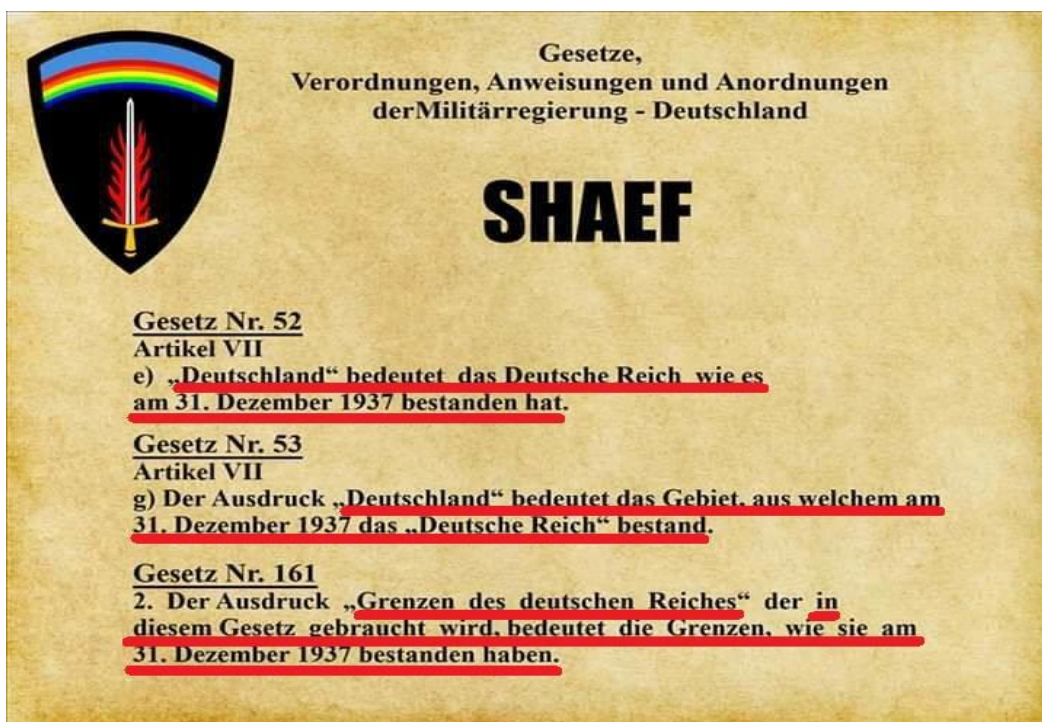 Gesetze,
Verordnungen, Anweisungen und Anordnungen
derMilitärregierung - Deutschland
SHAEF
Gesetz Nr. 52
Artikel VII
e) „Deutschland“ bedeutet das Deutsche Reich wie es
am 31. Dezember 1937 bestanden hat.
Gesetz Nr. 53
Artikel VII
g) Der Ausdruck „Deutschland“ bedeutet das Gebiet, aus welchem am
31. Dezember 1937 das „Deutsche Reich“ bestand.
Gesetz Nr. 161
2. Der Ausdruck „Grenzen des deutschen Reiches“ der in
diesem Gesetz gebraucht wird, bedeutet die Grenzen, wie sie am
31. Dezember 1937 bestanden haben.